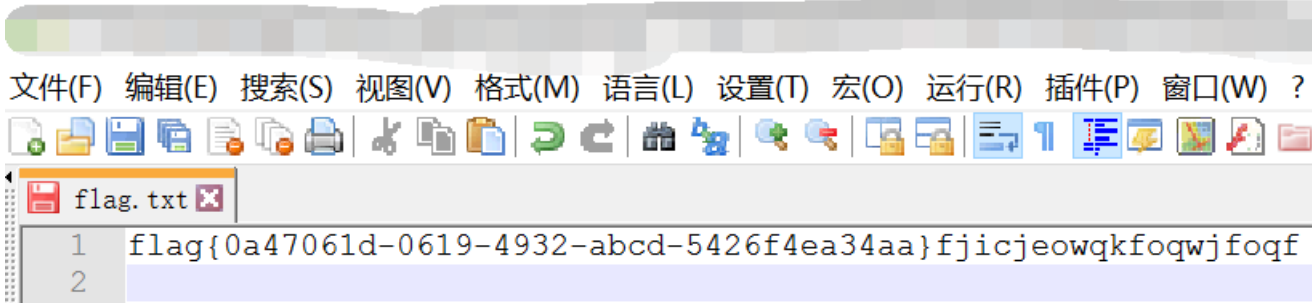 文件(F) 编辑(E) 搜索(S) 视图(V) 格式(M) 语言(L) 设置(T) 宏(O) 运行(R) 插件(P) 窗口(W) ?
flag.txt
1 flag{0a47061d-0619-4932-abcd-5426f4ea34aa}fjicjeowqkfoqwjfoqf
2